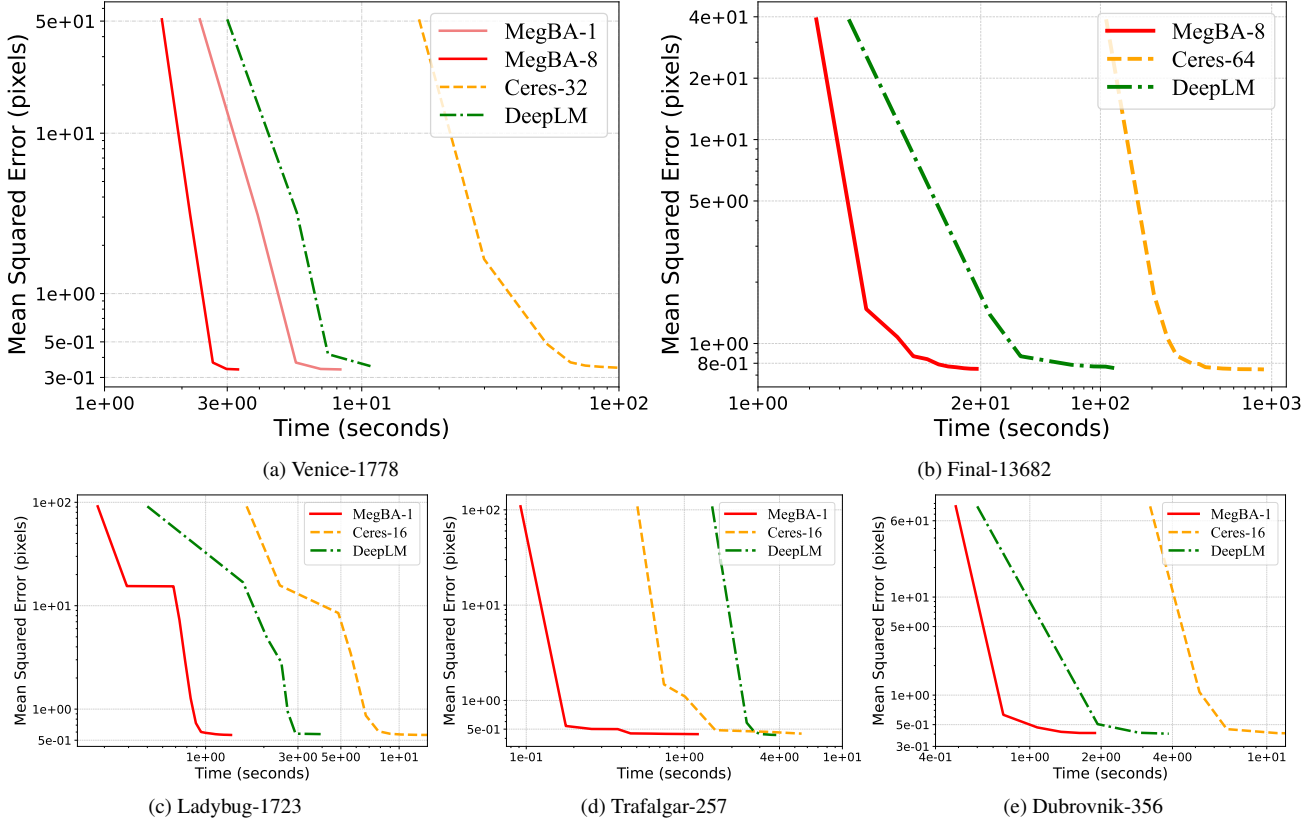 Mean Squared Error (pixels)
5e+01
1e+01
1e+00
5e-01
3e-01
MegBA-1
MegBA-8
Ceres-32
DeepLM
1e+00
3e+00
1e+01
1e+02
Time (seconds)
(a) Venice-1778
Mean Squared Error (pixels)
4e+01
2e+01
1e+01
5e+00
1e+00
8e-01
MegBA-8
Ceres-64
DeepLM
1e+00
2e+01
1e+02
1e+03
Time (seconds)
(b) Final-13682
Mean Squared Error (pixels)
1e+02
1e+01
1e+00
5e-01
MegBA-1
Ceres-16
DeepLM
1e+00
3e+00
5e+00
1e+01
Time (seconds)
(c) Ladybug-1723
Mean Squared Error (pixels)
1e+02
1e+01
1e+00
5e-01
MegBA-1
Ceres-16
DeepLM
1e-01
1e+00
4e+00
1e+01
Time (seconds)
(d) Trafalgar-257
Mean Squared Error (pixels)
6e+01
1e+01
5e+00
1e+00
5e-01
3e-01
MegBA-1
Ceres-16
DeepLM
4e-01
1e+00
2e+00
4e+00
1e+01
Time (seconds)
(e) Dubrovnik-356